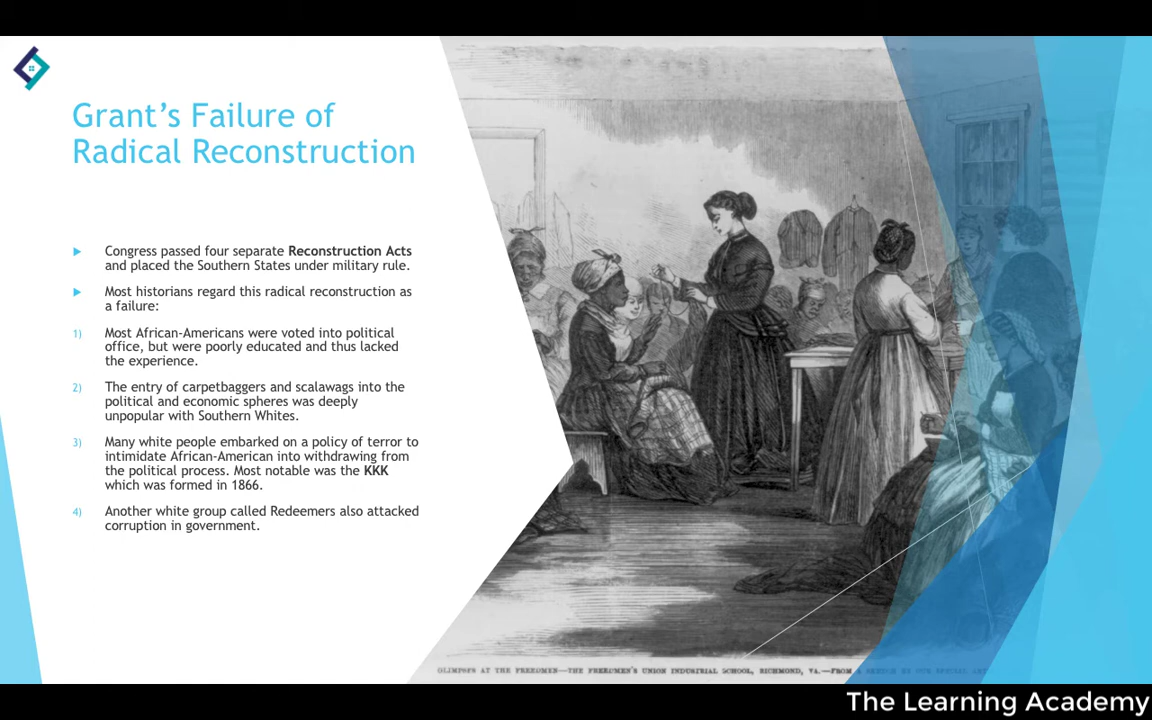 Grant’s Failure of
Radical Reconstruction
► Congress passed four separate Reconstruction Acts
and placed the Southern States under military rule.
► Most historians regard this radical reconstruction as
a failure:
1) Most African-Americans were voted into political
office, but were poorly educated and thus lacked
the experience.
2) The entry of carpetbaggers and scalawags into the
political and economic spheres was deeply
unpopular with Southern Whites.
3) Many white people embarked on a policy of terror to
intimidate African-American into withdrawing from
the political process. Most notable was the KKK
which was formed in 1866.
4) Another white group called Redeemers also attacked
corruption in government.
GLIMPSES AT THE FREEDMEN—THE FREEDMEN'S UNION INDUSTRIAL SCHOOL, RICHMOND, VA.—FROM A SKETCH BY OUR SPECIAL
The Learning Academy